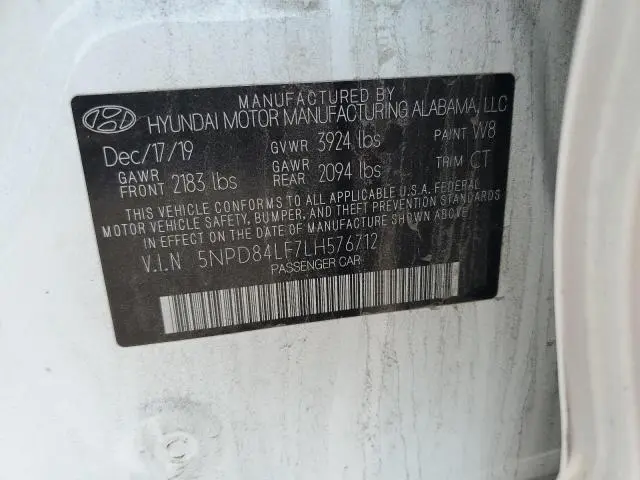 MANUFACTURED BY
HYUNDAI MOTOR MANUFACTURING ALABAMA, LLC
Dec/17/19 GVWR 3924 lbs PAINT W8
GAWR FRONT 2183 lbs GAWR REAR 2094 lbs TRIM CT
THIS VEHICLE CONFORMS TO ALL APPLICABLE U.S.A. FEDERAL
MOTOR VEHICLE SAFETY, BUMPER, AND THEFT PREVENTION STANDARDS
IN EFFECT ON THE DATE OF MANUFACTURE SHOWN ABOVE.
V.I.N 5NPD84LF7LH576712
PASSENGER CAR